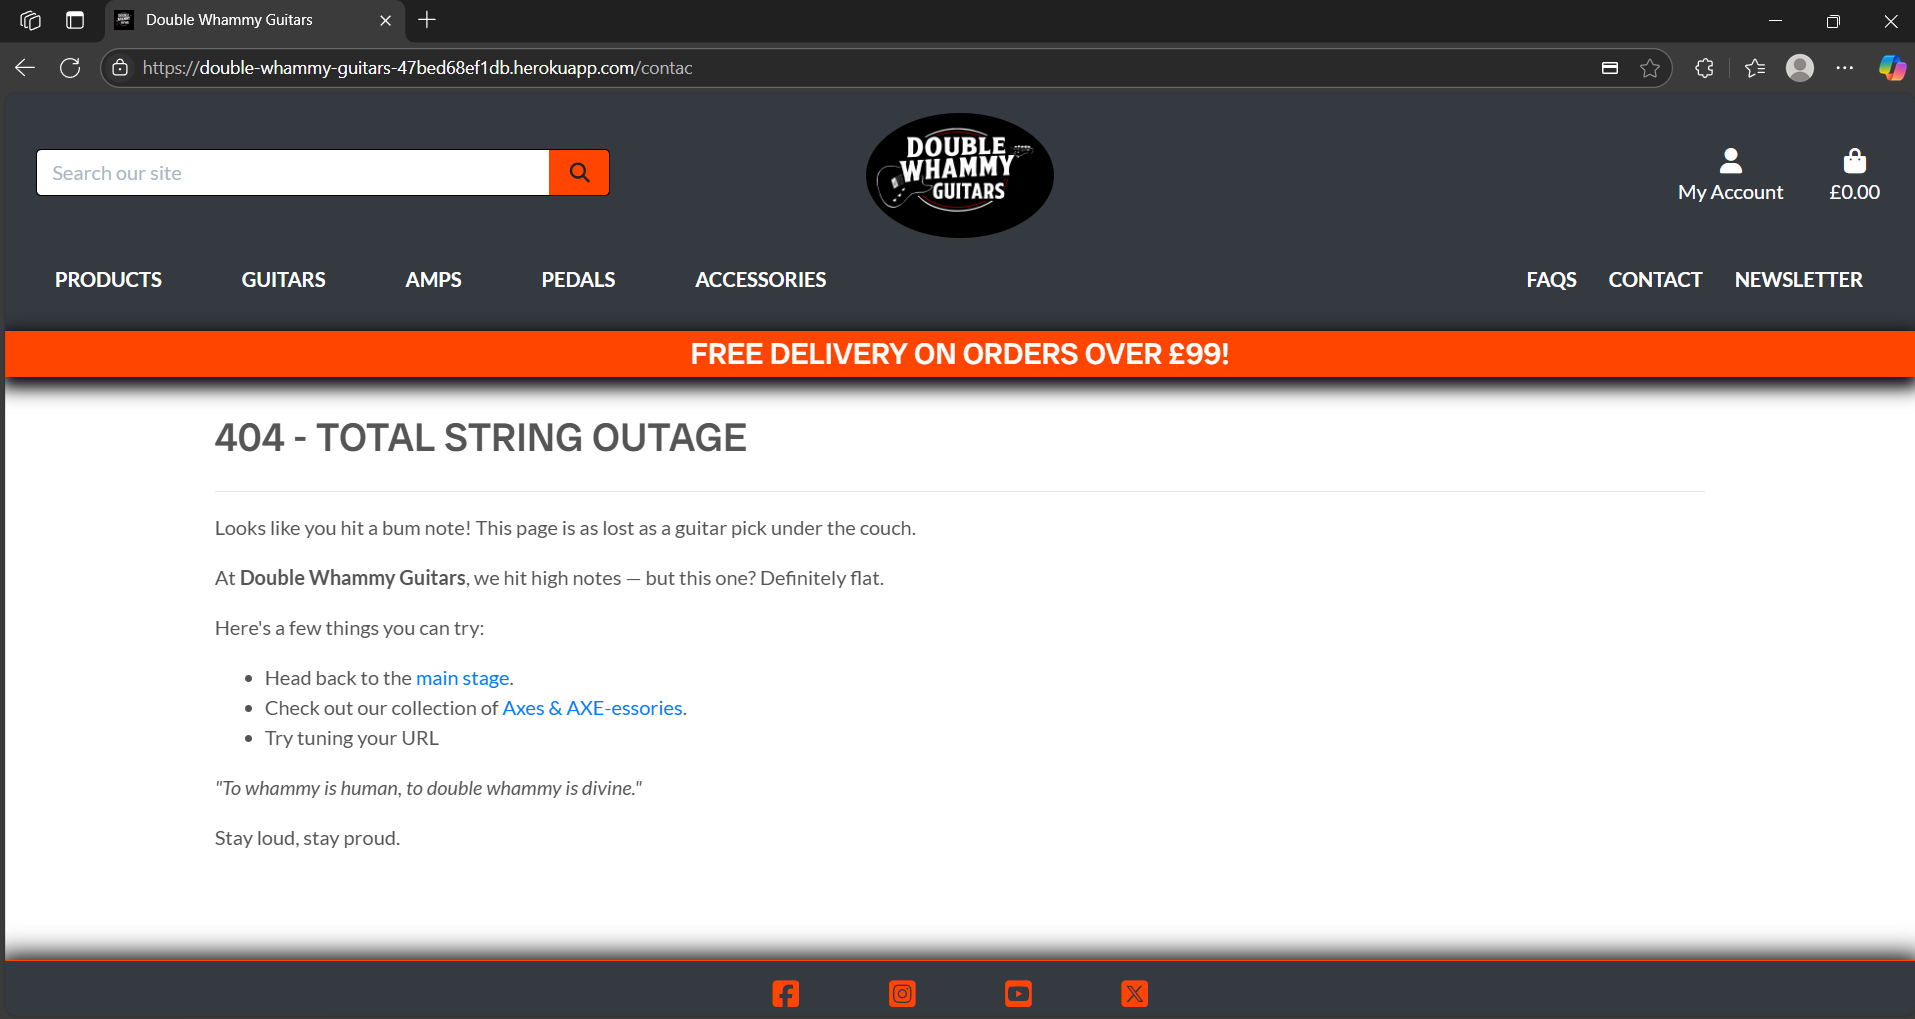 Double Whammy Guitars
https://double-whammy-guitars-47bed68ef1db.herokuapp.com/contac
Search our site
DOUBLE
WHAMMY
GUITARS
My Account
£0.00
PRODUCTS
GUITARS
AMPS
PEDALS
ACCESSORIES
FAQS
CONTACT
NEWSLETTER
FREE DELIVERY ON ORDERS OVER £99!
404 - TOTAL STRING OUTAGE
Looks like you hit a bum note! This page is as lost as a guitar pick under the couch.
At Double Whammy Guitars, we hit high notes — but this one? Definitely flat.
Here's a few things you can try:
• Head back to the main stage.
• Check out our collection of Axes & AXE-essories.
• Try tuning your URL
"To whammy is human, to double whammy is divine."
Stay loud, stay proud.